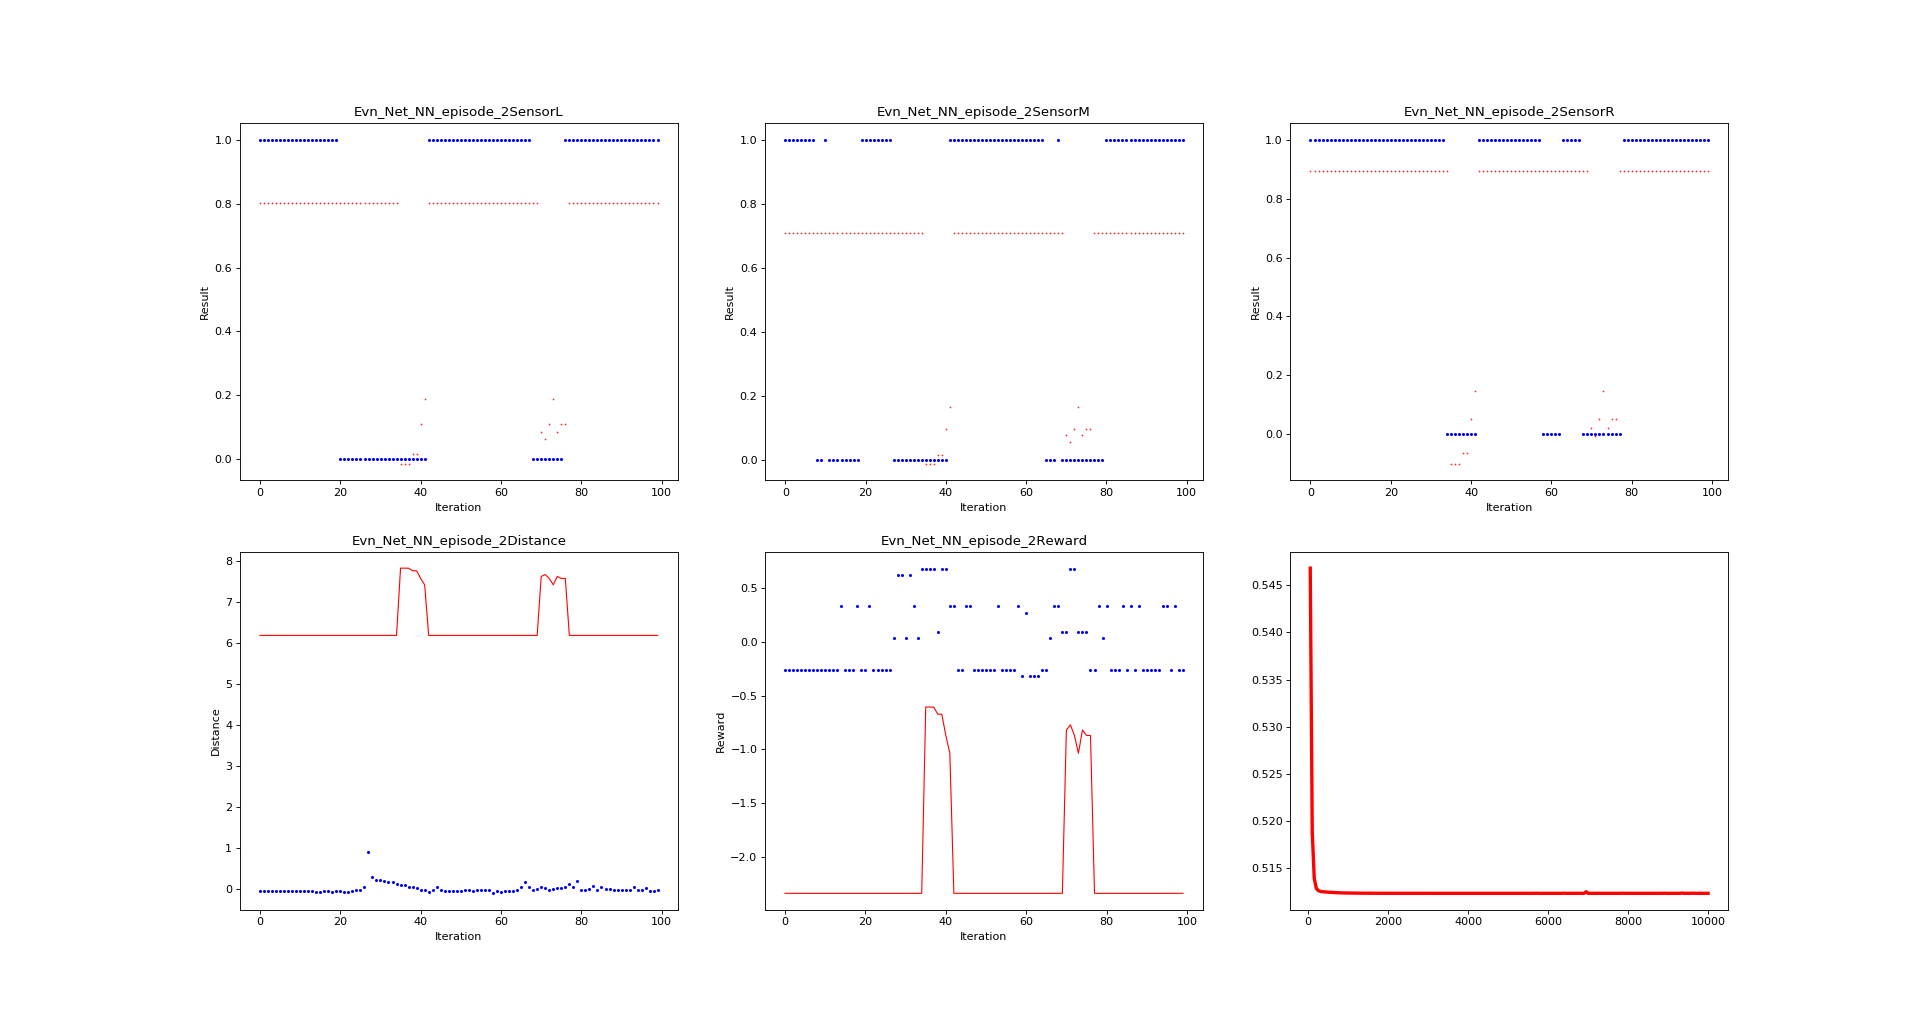 Evn_Net_NN_episode_2SensorL
1.0
0.8
0.6
0.4
0.2
0.0
Result
0 20 40 60 80 100
Iteration
Evn_Net_NN_episode_2SensorM
1.0
0.8
0.6
0.4
0.2
0.0
Result
0 20 40 60 80 100
Iteration
Evn_Net_NN_episode_2SensorR
1.0
0.8
0.6
0.4
0.2
0.0
Result
0 20 40 60 80 100
Iteration
Evn_Net_NN_episode_2Distance
8
7
6
5
4
3
2
1
0
Distance
0 20 40 60 80 100
Iteration
Evn_Net_NN_episode_2Reward
0.5
0.0
−0.5
−1.0
−1.5
−2.0
Reward
0 20 40 60 80 100
Iteration
0.545
0.540
0.535
0.530
0.525
0.520
0.515
0 2000 4000 6000 8000 10000